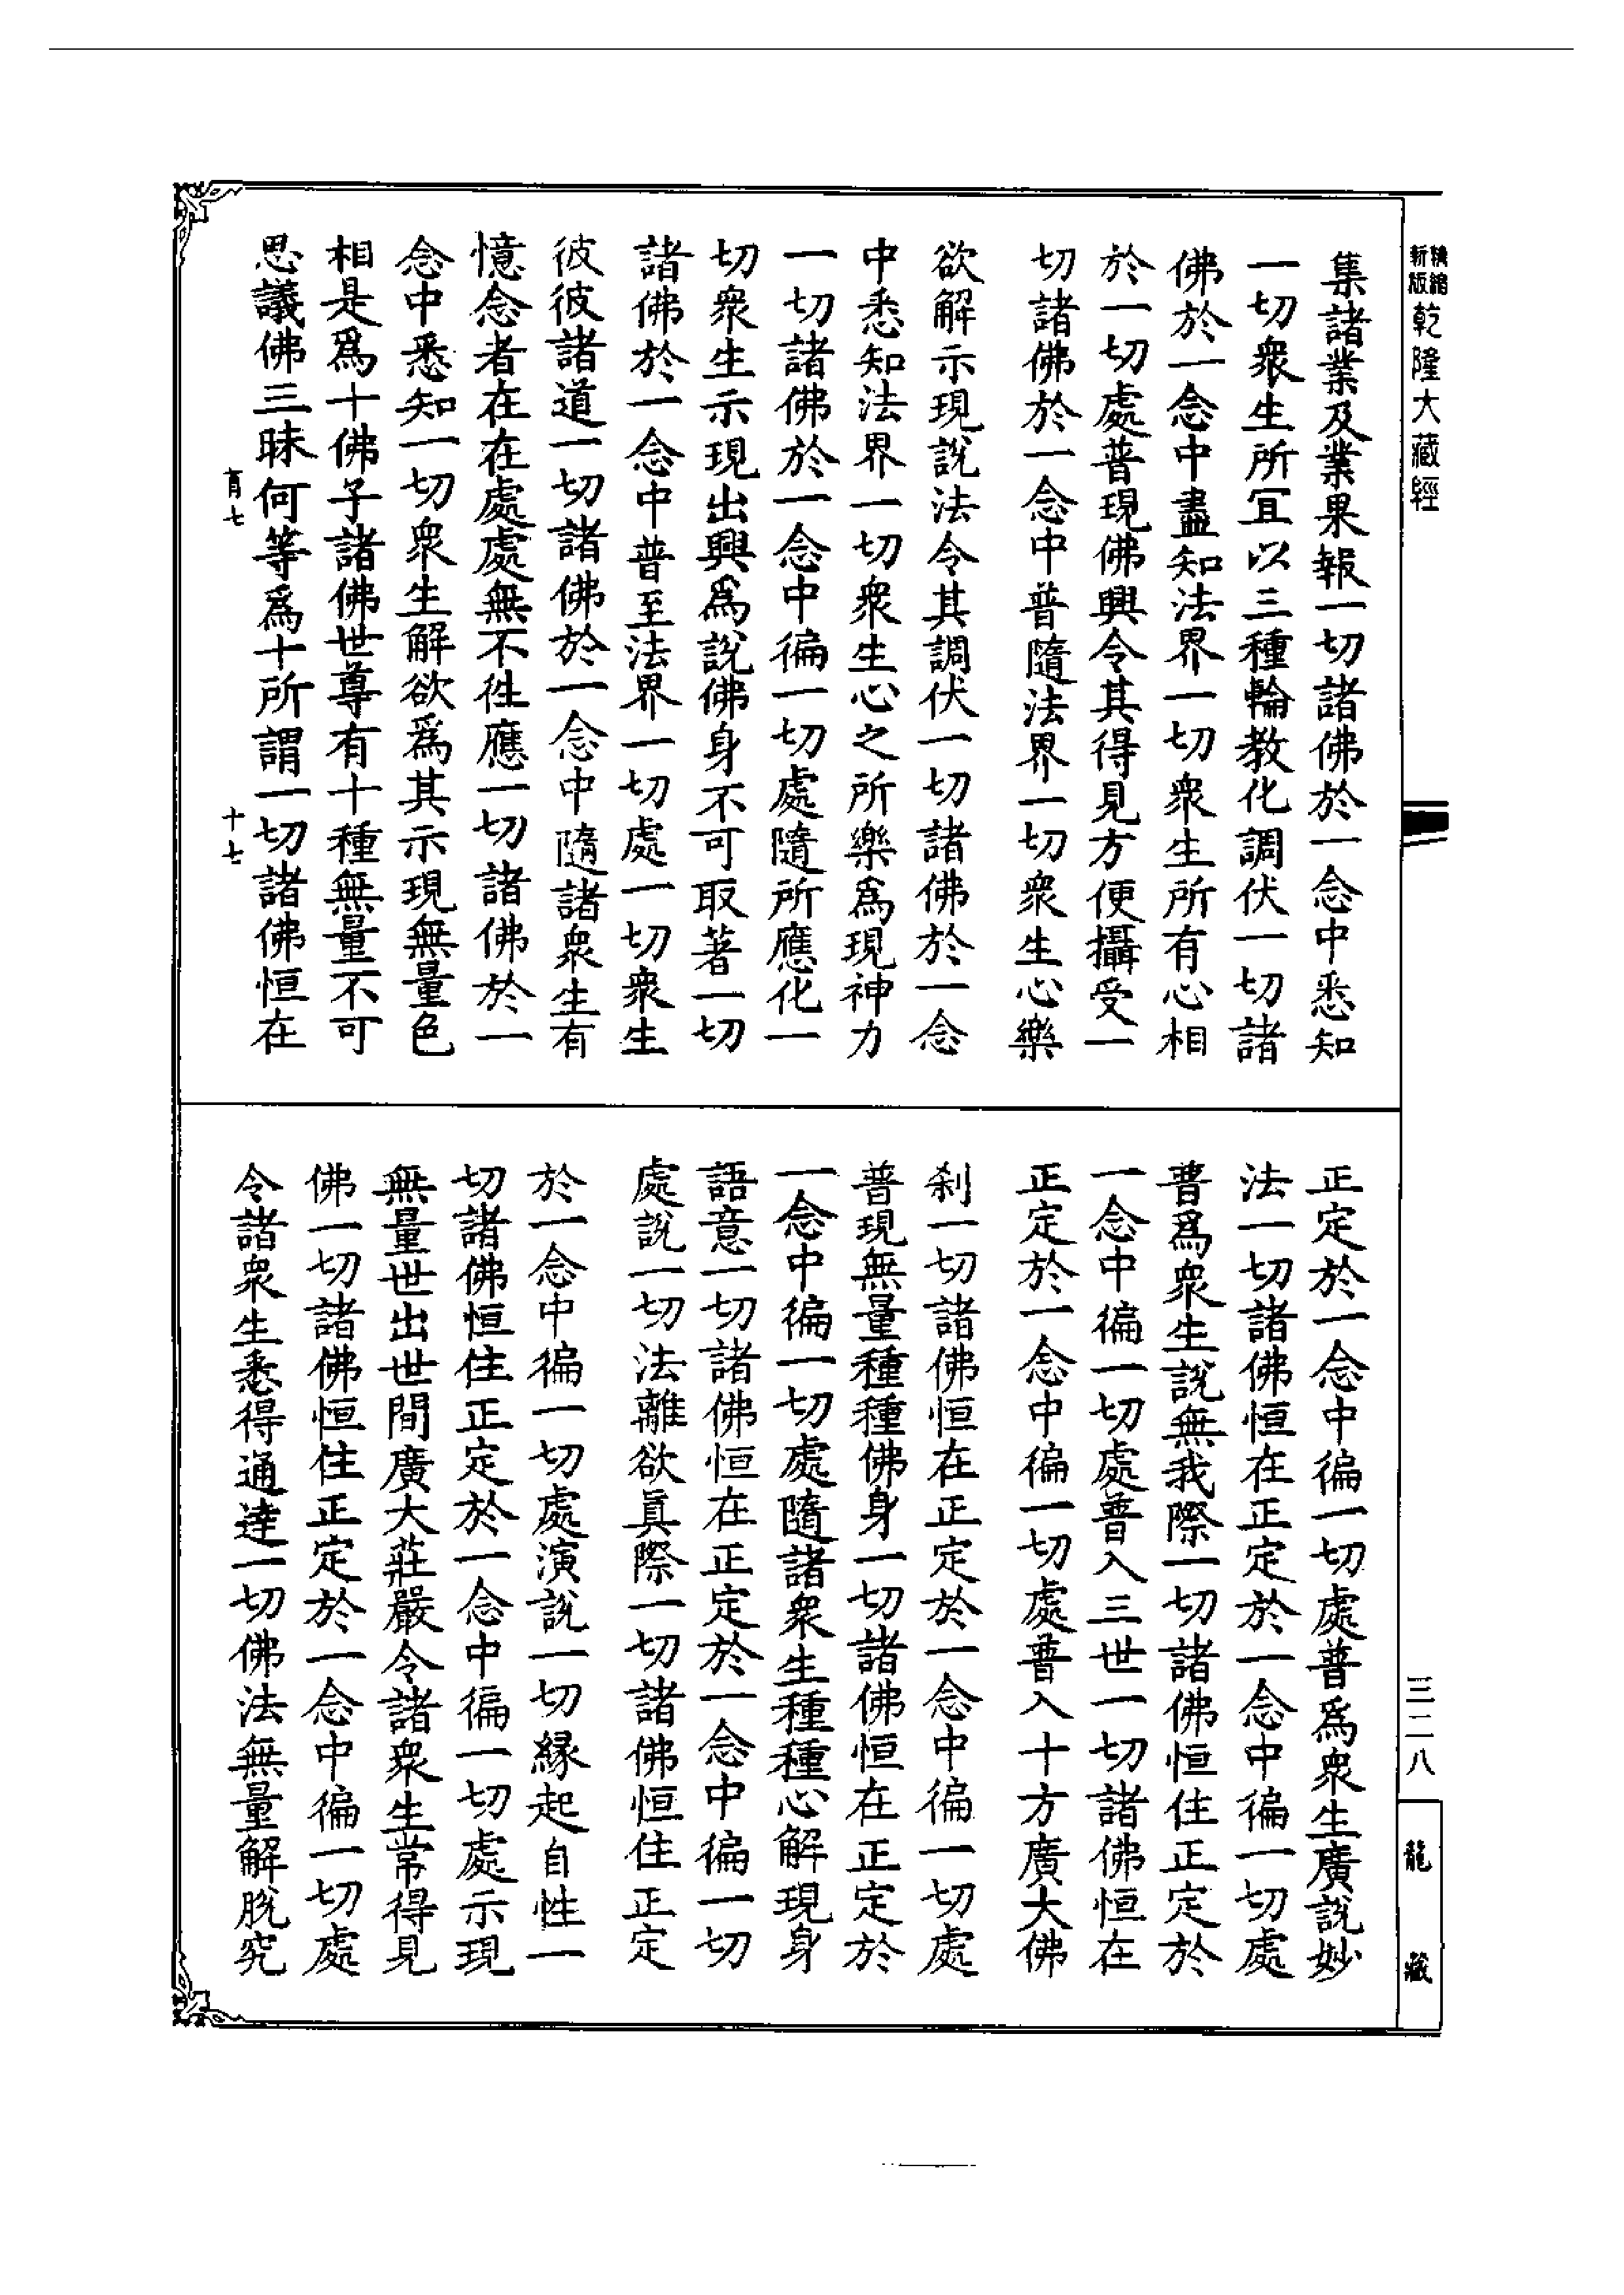 新版精縮乾隆大藏經
集諸業及業果報一切諸佛於一念中悉知
一切衆生所宜以三種輪教化調伏一切諸
佛於一念中盡知法界一切衆生所有心相
於一切處普現佛興令其得見方便攝受一
切諸佛於一念中普隨法界一切衆生心樂
欲解示現說法令其調伏一切諸佛於一念
中悉知法界一切衆生心之所樂爲現神力
一切諸佛於一念中徧一切處隨所應化一
切衆生示現出興爲說佛身不可取著一切
諸佛於一念中普至法界一切處一切衆生
彼彼諸道一切諸佛於一念中隨諸衆生有
憶念者在在處處無不徃應一切諸佛於一
念中悉知一切衆生解欲爲其示現無量色
相是爲十佛子諸佛世尊有十種無量不可
思議佛三昧何等爲十所謂一切諸佛恒在
十七
正定於一念中徧一切處普爲衆生廣說妙
法一切諸佛恒在正定於一念中徧一切處
普爲衆生說無我際一切諸佛恒住正定於
一念中徧一切處普入三世一切諸佛恒在
正定於一念中徧一切處普入十方廣大佛
刹一切諸佛恒在正定於一念中徧一切處
普現無量種種佛身一切諸佛恒在正定於
一念中徧一切處隨諸衆生種種心解現身
語意一切諸佛恒在正定於一念中徧一切
處說一切法離欲眞際一切諸佛恒住正定
於一念中徧一切處演說一切緣起自性一
切諸佛恒住正定於一念中徧一切處示現
無量世出世間廣大莊嚴令諸衆生常得見
佛一切諸佛恒住正定於一念中徧一切處
令諸衆生悉得通達一切佛法無量解脫究
三二八
龍藏